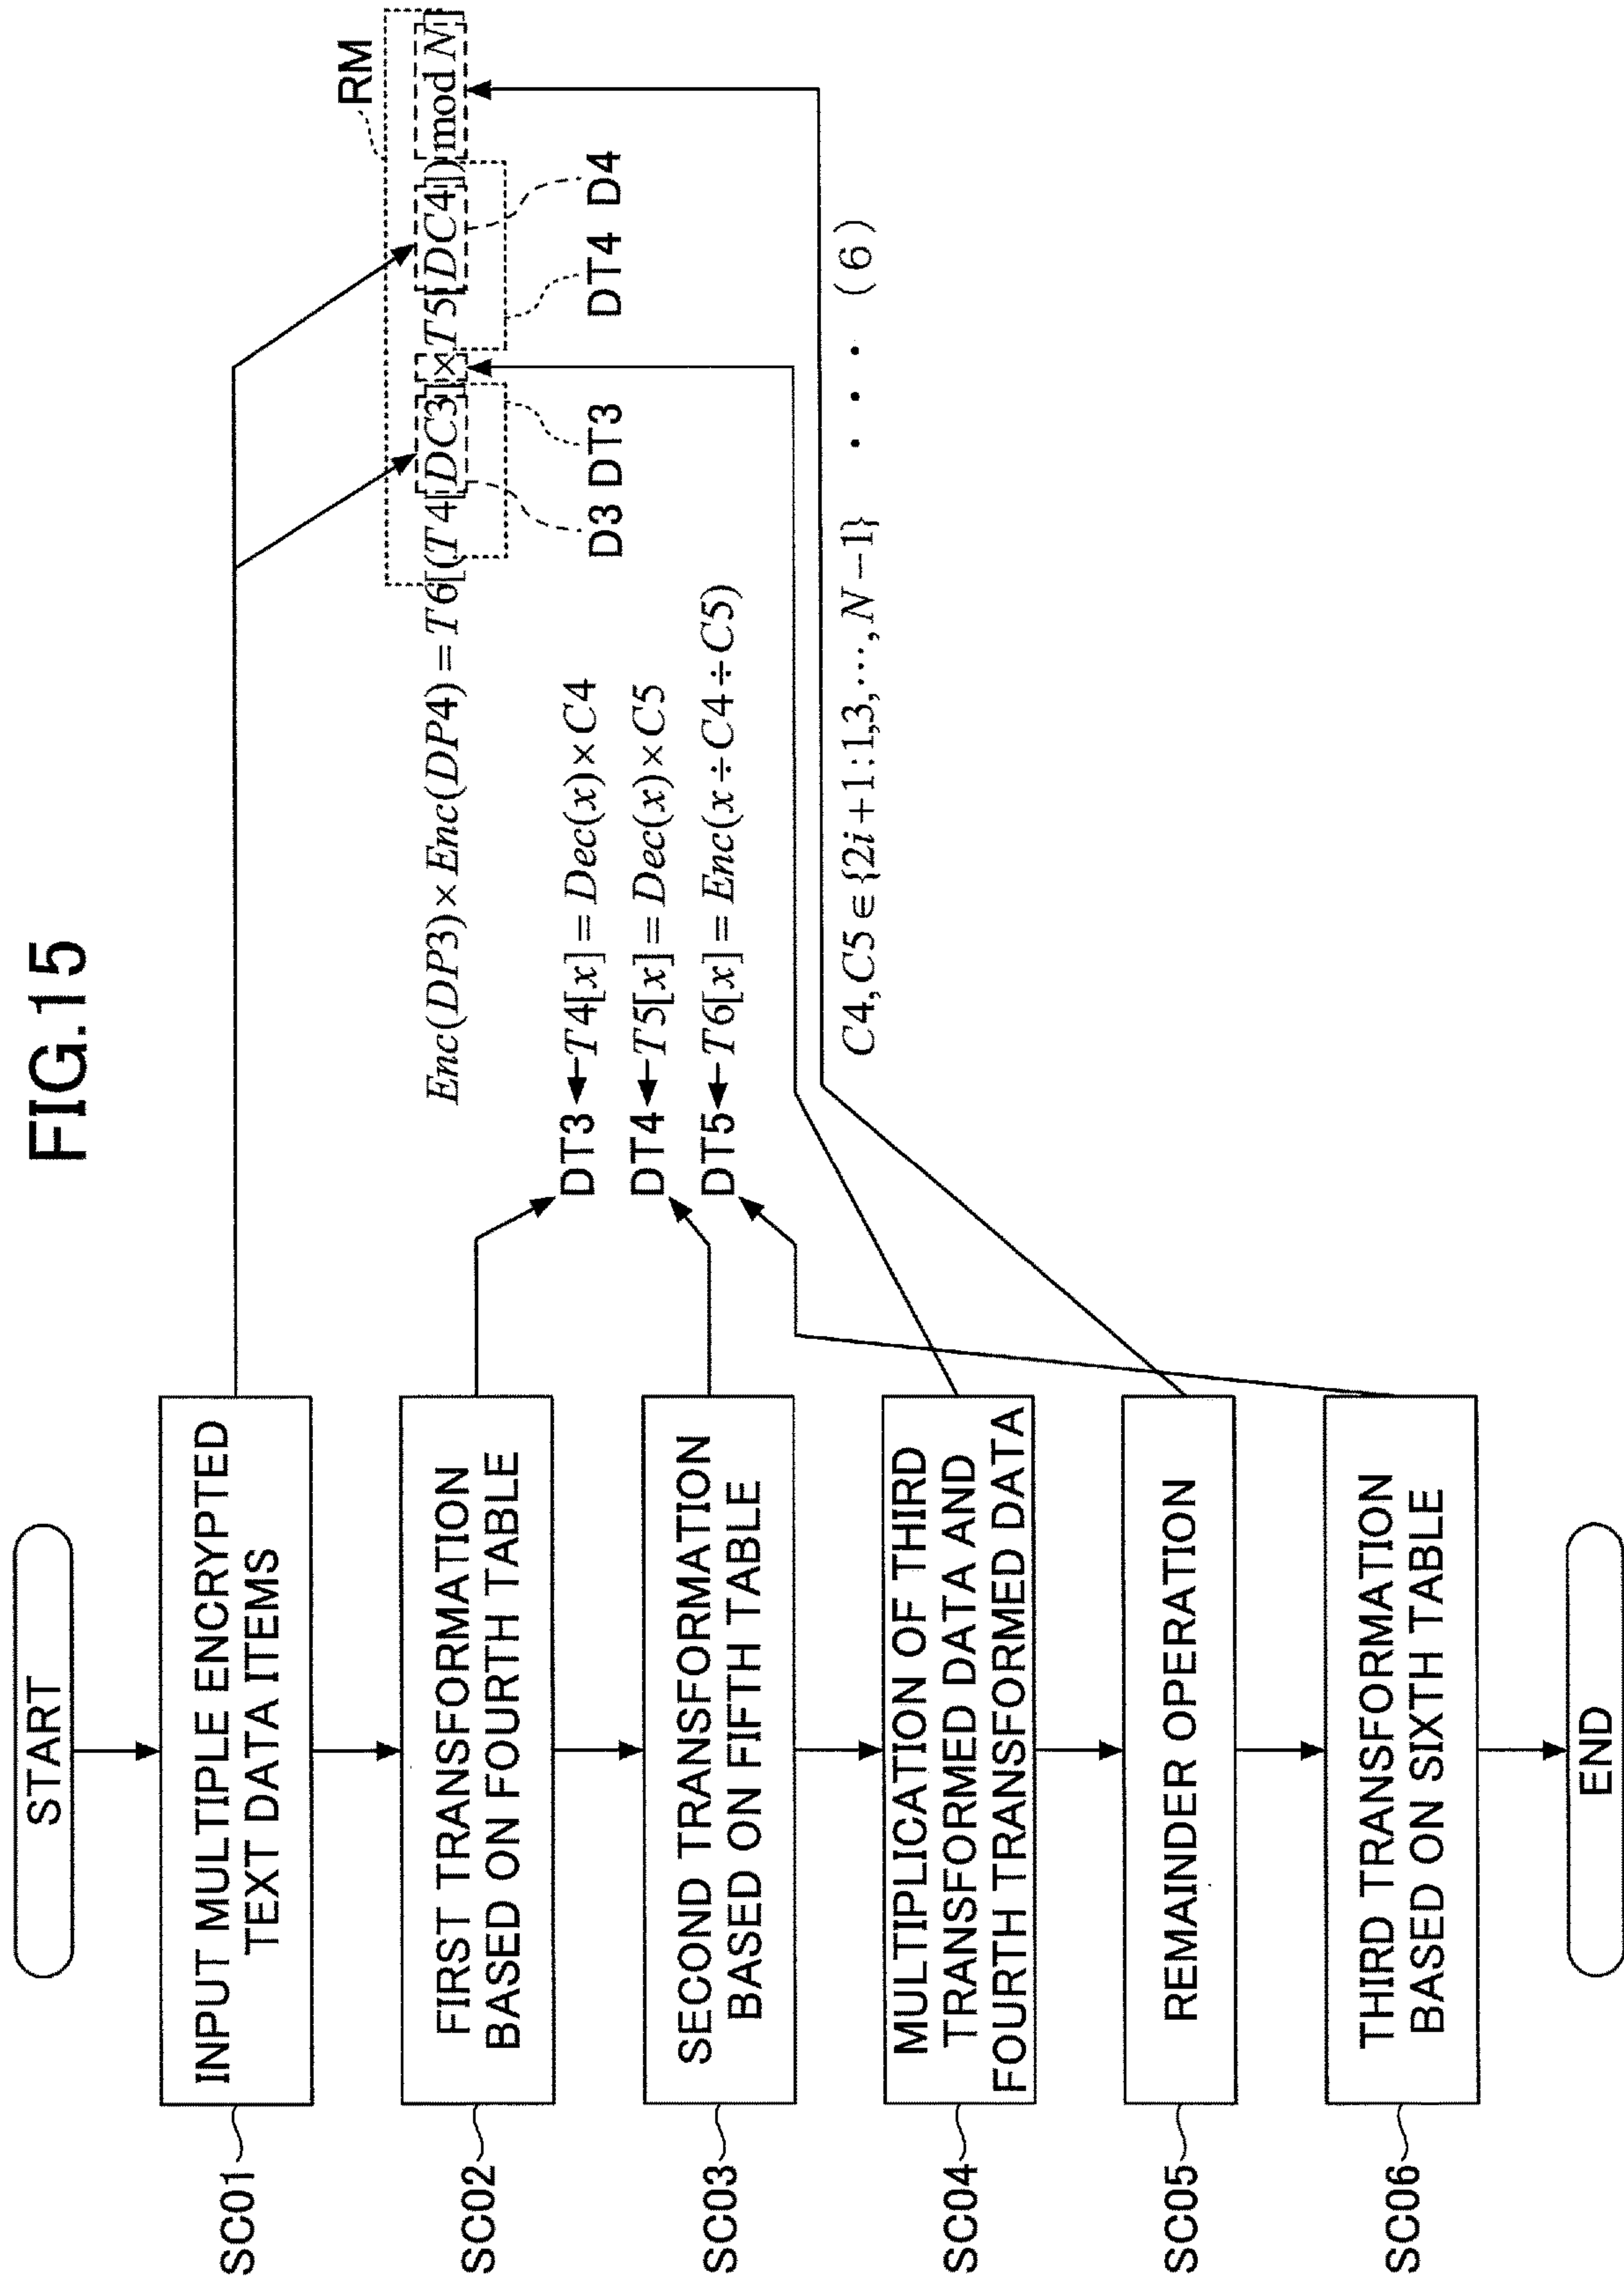 FIG.15
START
SC01
INPUT MULTIPLE ENCRYPTED
TEXT DATA ITEMS
SC02
FIRST TRANSFORMATION
BASED ON FOURTH TABLE
SC03
SECOND TRANSFORMATION
BASED ON FIFTH TABLE
SC04
MULTIPLICATION OF THIRD
TRANSFORMED DATA AND
FOURTH TRANSFORMED DATA
SC05
REMAINDER OPERATION
SC06
THIRD TRANSFORMATION
BASED ON SIXTH TABLE
END
RM
Enc(DP3)×Enc(DP4)=T6[(T4[DC3]×T5[DC4])mod N]
D3 DT3 DT4 D4
DT3←T4[x]=Dec(x)×C4
DT4←T5[x]=Dec(x)×C5
DT5←T6[x]=Enc(x÷C4÷C5)
C4,C5∈{2i+1:1,3,···,N−1} ··· (6)